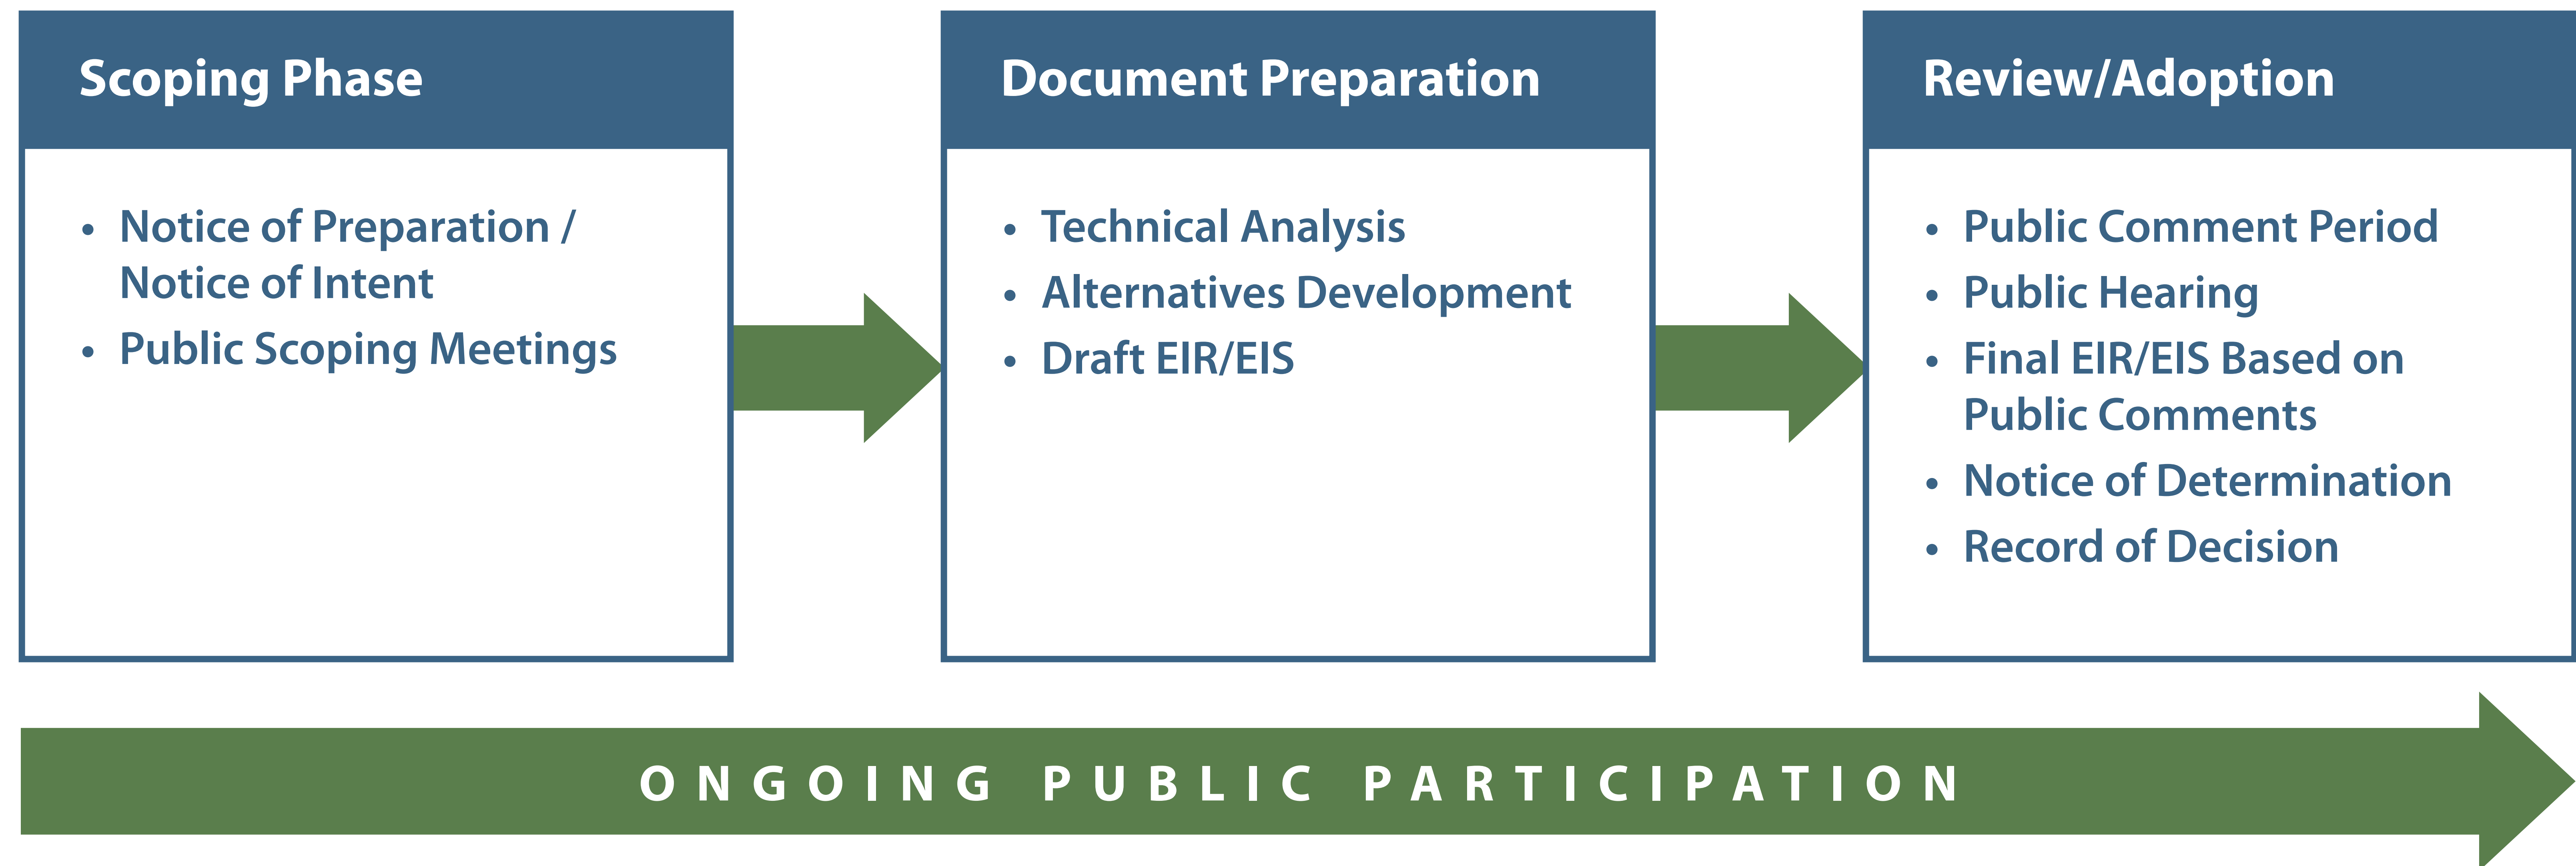 Scoping Phase
• Notice of Preparation /
Notice of Intent
• Public Scoping Meetings
Document Preparation
• Technical Analysis
• Alternatives Development
• Draft EIR/EIS
Review/Adoption
• Public Comment Period
• Public Hearing
• Final EIR/EIS Based on
Public Comments
• Notice of Determination
• Record of Decision
ONGOING PUBLIC PARTICIPATION